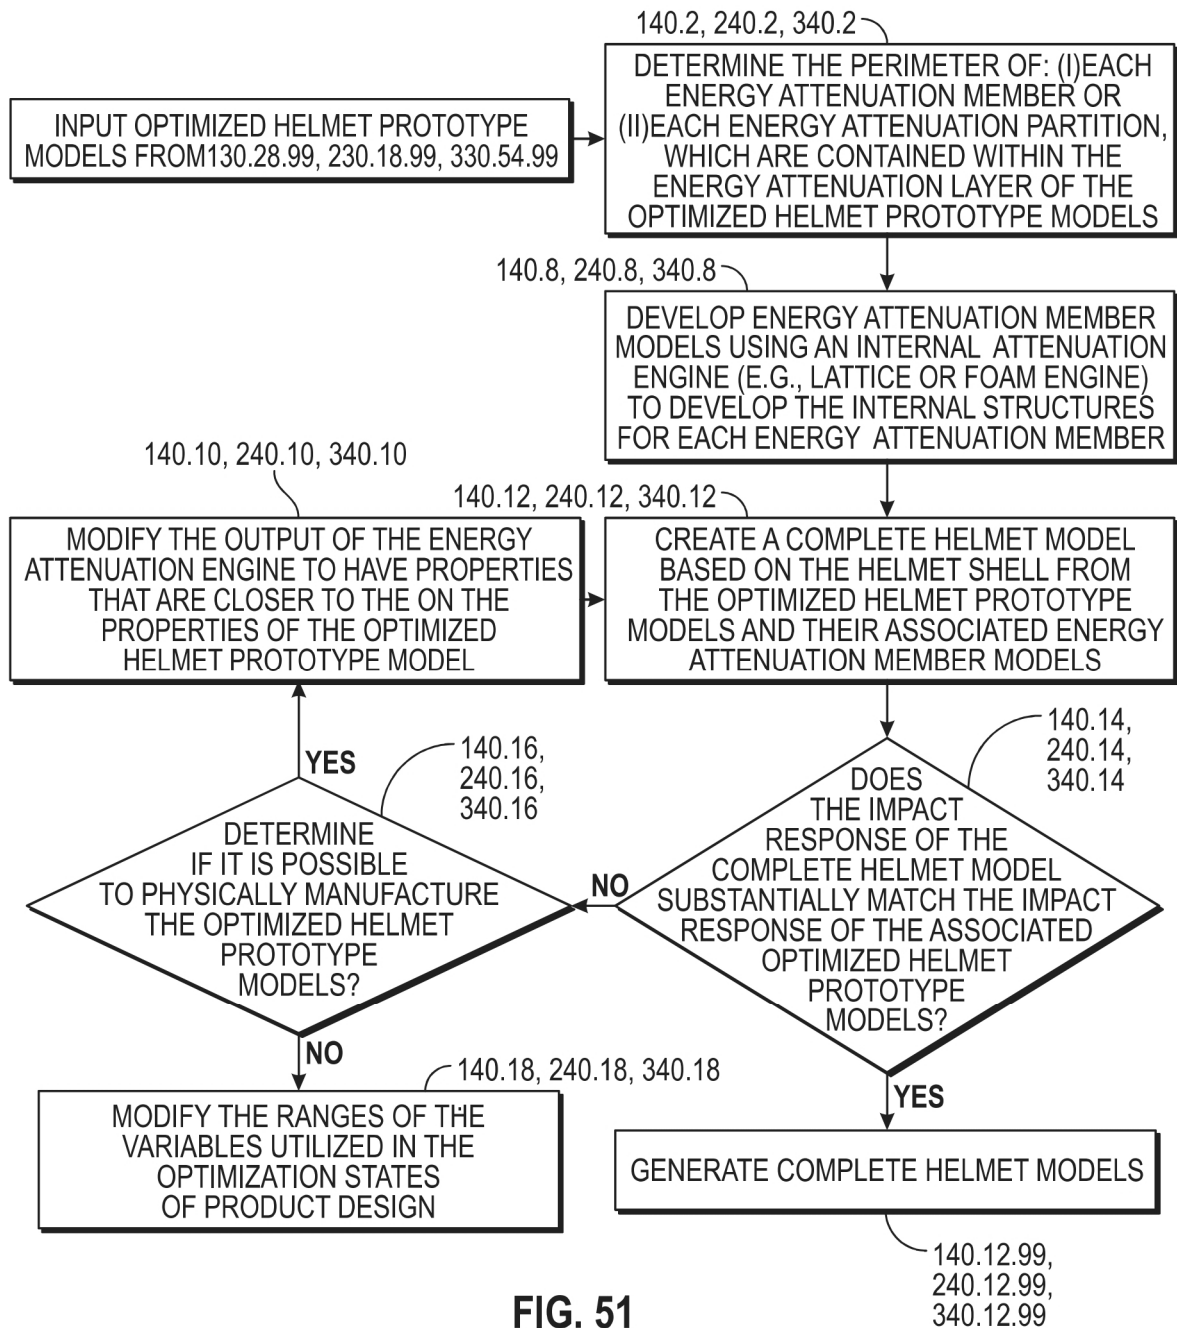 140.2, 240.2, 340.2
INPUT OPTIMIZED HELMET PROTOTYPE
MODELS FROM130.28.99, 230.18.99, 330.54.99
DETERMINE THE PERIMETER OF: (I)EACH
ENERGY ATTENUATION MEMBER OR
(II)EACH ENERGY ATTENUATION PARTITION,
WHICH ARE CONTAINED WITHIN THE
ENERGY ATTENUATION LAYER OF THE
OPTIMIZED HELMET PROTOTYPE MODELS
140.8, 240.8, 340.8
DEVELOP ENERGY ATTENUATION MEMBER
MODELS USING AN INTERNAL ATTENUATION
ENGINE (E.G., LATTICE OR FOAM ENGINE)
TO DEVELOP THE INTERNAL STRUCTURES
FOR EACH ENERGY ATTENUATION MEMBER
140.10, 240.10, 340.10
MODIFY THE OUTPUT OF THE ENERGY
ATTENUATION ENGINE TO HAVE PROPERTIES
THAT ARE CLOSER TO THE ON THE
PROPERTIES OF THE OPTIMIZED
HELMET PROTOTYPE MODEL
140.12, 240.12, 340.12
CREATE A COMPLETE HELMET MODEL
BASED ON THE HELMET SHELL FROM
THE OPTIMIZED HELMET PROTOTYPE
MODELS AND THEIR ASSOCIATED ENERGY
ATTENUATION MEMBER MODELS
140.14,
240.14,
340.14
DOES
THE IMPACT
RESPONSE OF THE
COMPLETE HELMET MODEL
SUBSTANTIALLY MATCH THE IMPACT
RESPONSE OF THE ASSOCIATED
OPTIMIZED HELMET
PROTOTYPE
MODELS?
NO
YES
140.16,
240.16,
340.16
DETERMINE
IF IT IS POSSIBLE
TO PHYSICALLY MANUFACTURE
THE OPTIMIZED HELMET
PROTOTYPE
MODELS?
YES
NO
140.18, 240.18, 340.18
MODIFY THE RANGES OF THE
VARIABLES UTILIZED IN THE
OPTIMIZATION STATES
OF PRODUCT DESIGN
GENERATE COMPLETE HELMET MODELS
140.12.99,
240.12.99,
340.12.99
FIG. 51